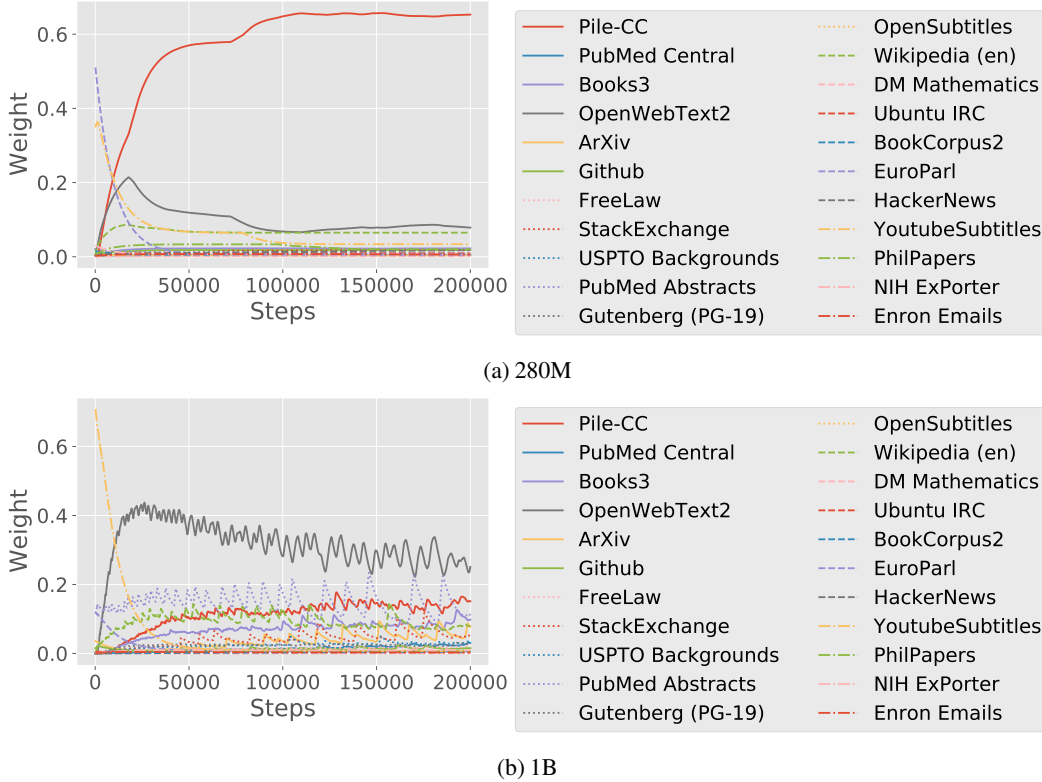 0.6
0.4
0.2
0.0
Weight
0 50000 100000 150000 200000
Steps
Pile-CC
PubMed Central
Books3
OpenWebText2
ArXiv
Github
FreeLaw
StackExchange
USPTO Backgrounds
PubMed Abstracts
Gutenberg (PG-19)
OpenSubtitles
Wikipedia (en)
DM Mathematics
Ubuntu IRC
BookCorpus2
EuroParl
HackerNews
YoutubeSubtitles
PhilPapers
NIH ExPorter
Enron Emails
(a) 280M
0.6
0.4
0.2
0.0
Weight
0 50000 100000 150000 200000
Steps
Pile-CC
PubMed Central
Books3
OpenWebText2
ArXiv
Github
FreeLaw
StackExchange
USPTO Backgrounds
PubMed Abstracts
Gutenberg (PG-19)
OpenSubtitles
Wikipedia (en)
DM Mathematics
Ubuntu IRC
BookCorpus2
EuroParl
HackerNews
YoutubeSubtitles
PhilPapers
NIH ExPorter
Enron Emails
(b) 1B